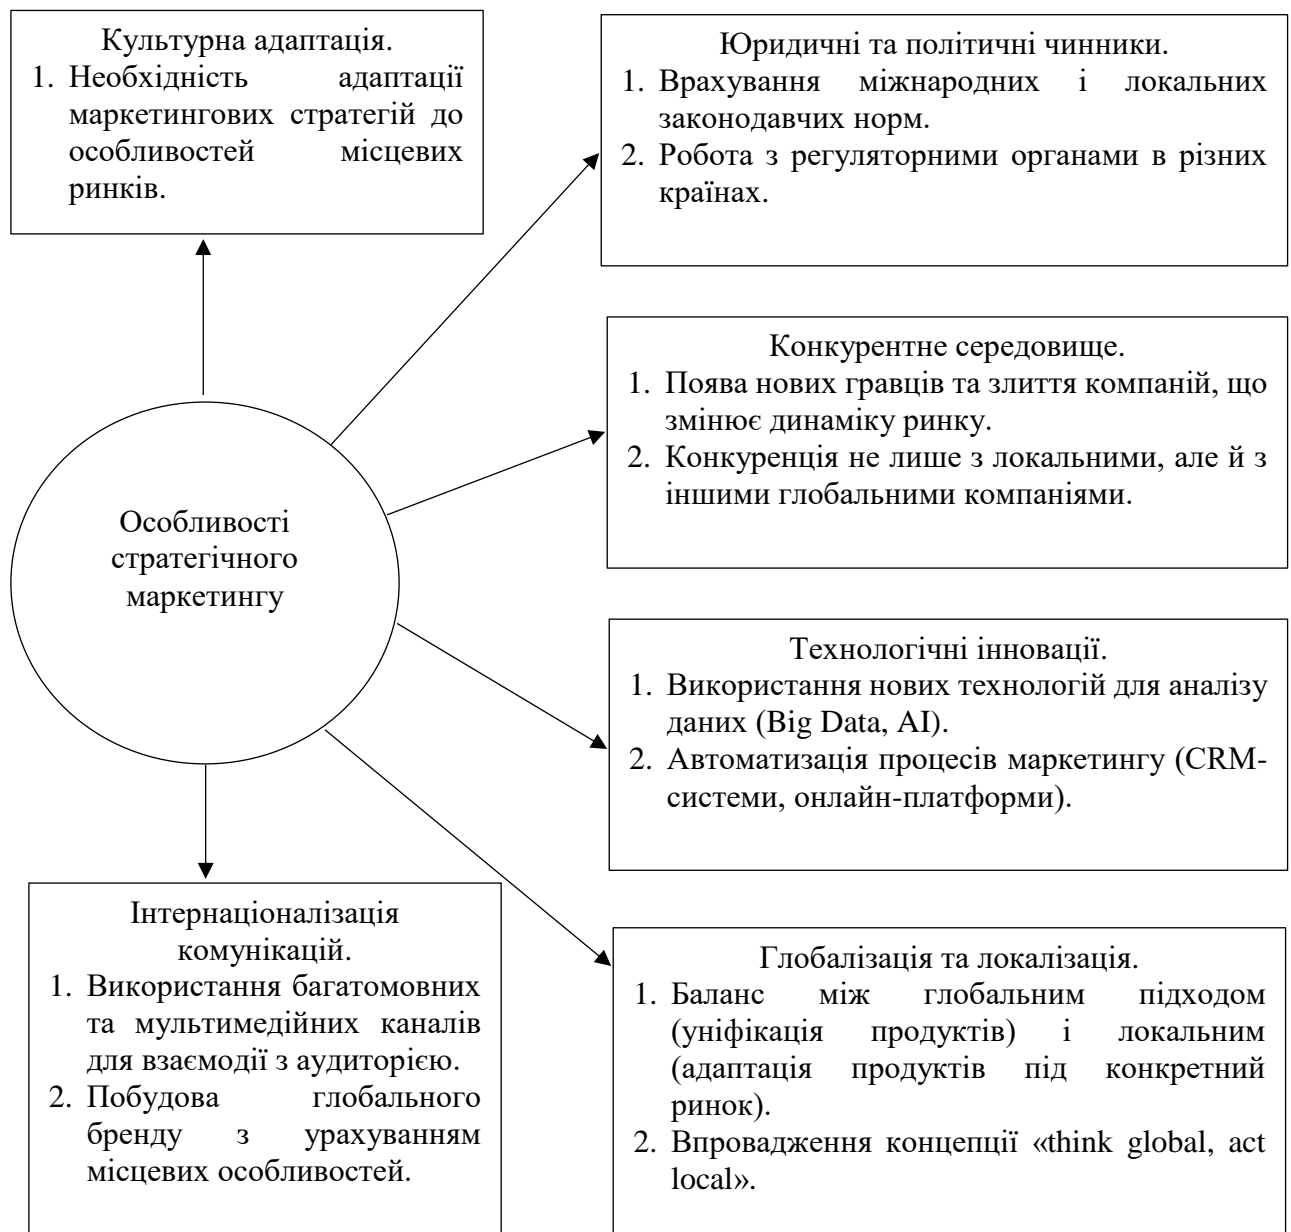 Культурна адаптація.
1. Необхідність адаптації
маркетингових стратегій до
особливостей місцевих
ринків.
Юридичні та політичні чинники.
1. Врахування міжнародних і локальних
законодавчих норм.
2. Робота з регуляторними органами в різних
країнах.
Конкурентне середовище.
1. Поява нових гравців та злиття компаній, що
змінює динаміку ринку.
2. Конкуренція не лише з локальними, але й з
іншими глобальними компаніями.
Особливості
стратегічного
маркетингу
Технологічні інновації.
1. Використання нових технологій для аналізу
даних (Big Data, AI).
2. Автоматизація процесів маркетингу (CRM-
системи, онлайн-платформи).
Інтернаціоналізація
комунікацій.
1. Використання багатомовних
та мультимедійних каналів
для взаємодії з аудиторією.
2. Побудова глобального
бренду з урахуванням
місцевих особливостей.
Глобалізація та локалізація.
1. Баланс між глобальним підходом
(уніфікація продуктів) і локальним
(адаптація продуктів під конкретний
ринок).
2. Впровадження концепції «think global, act
local».